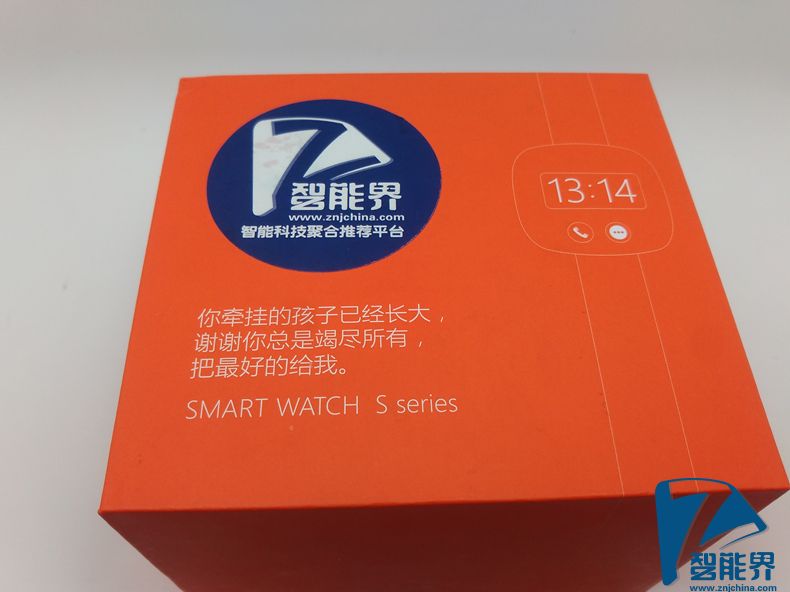 智能界
www.znjchina.com
智能科技聚合推荐平台
13:14
你牵挂的孩子已经长大，
谢谢你总是竭尽所有，
把最好的给我。
SMART WATCH S series
智能界
www.znjchina.com